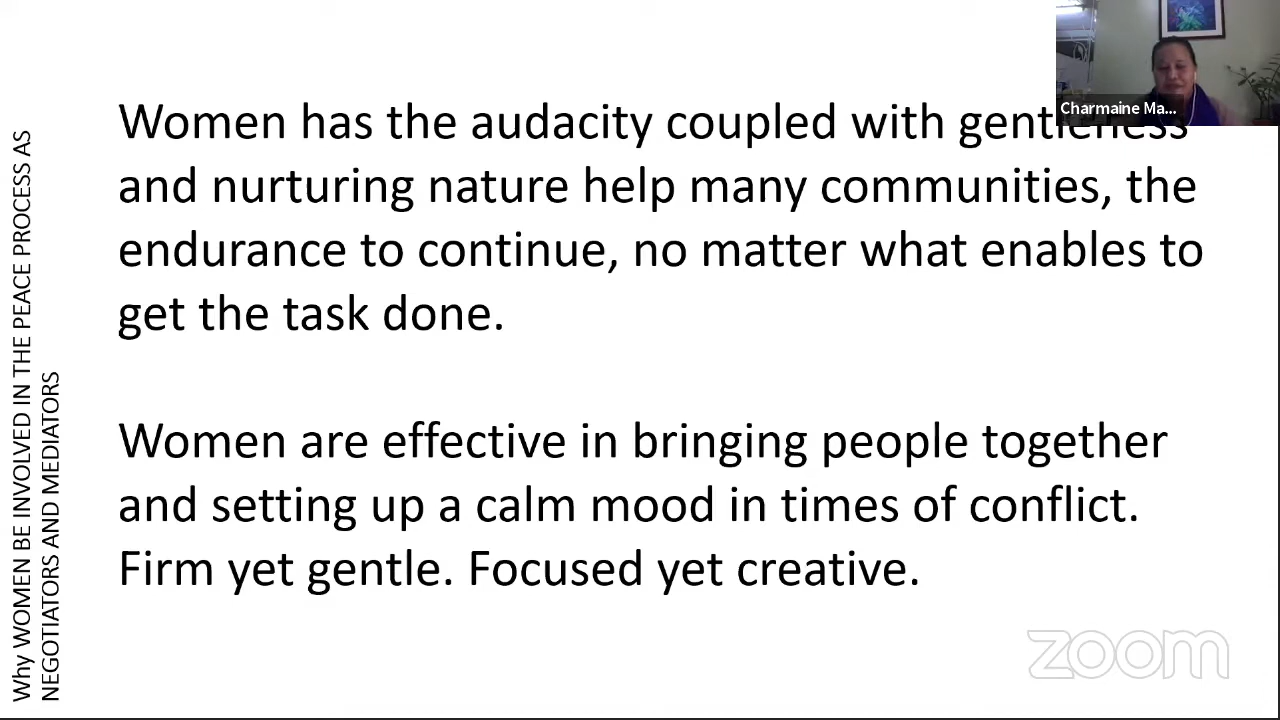 Why WOMEN BE INVOLVED IN THE PEACE PROCESS AS
NEGOTIATORS AND MEDIATORS
Charmaine Ma...
Women has the audacity coupled with gentleness
and nurturing nature help many communities, the
endurance to continue, no matter what enables to
get the task done.
Women are effective in bringing people together
and setting up a calm mood in times of conflict.
Firm yet gentle. Focused yet creative.
zoom